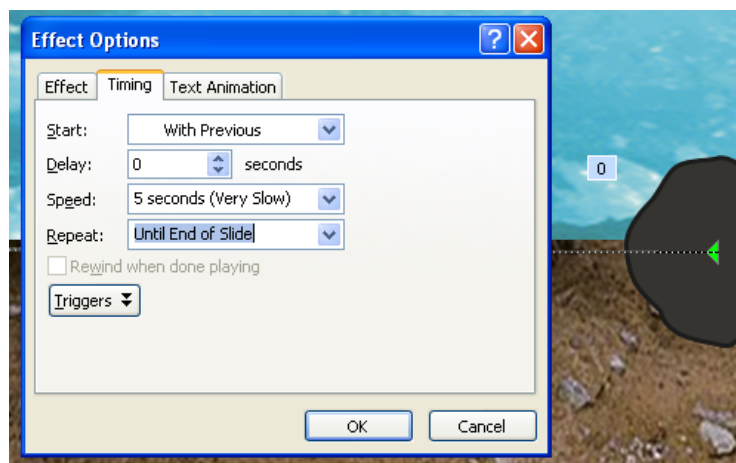 Effect Options
Effect Timing Text Animation
Start: With Previous
Delay: 0 seconds
Speed: 5 seconds (Very Slow)
Repeat: Until End of Slide
Rewind when done playing
Triggers
OK Cancel
0